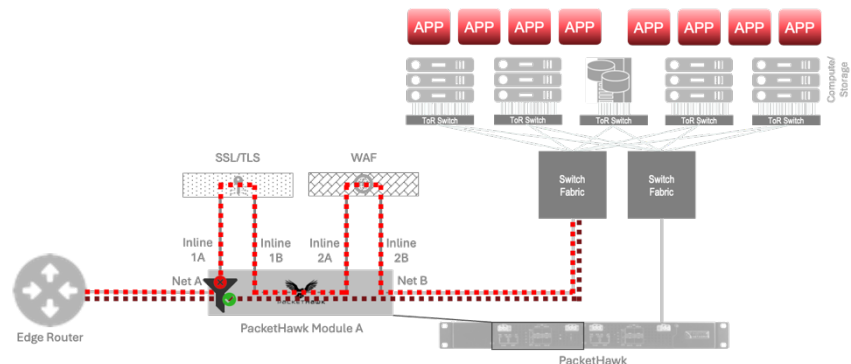 APP APP APP APP APP APP APP APP
Compute/
Storage
ToR Switch ToR Switch ToR Switch ToR Switch ToR Switch
SSL/TLS WAF
Switch
Fabric
Switch
Fabric
Inline
1A
Inline
1B
Inline
2A
Inline
2B
Net A
Net B
PACKETHAWK
Edge Router
PacketHawk Module A
PacketHawk